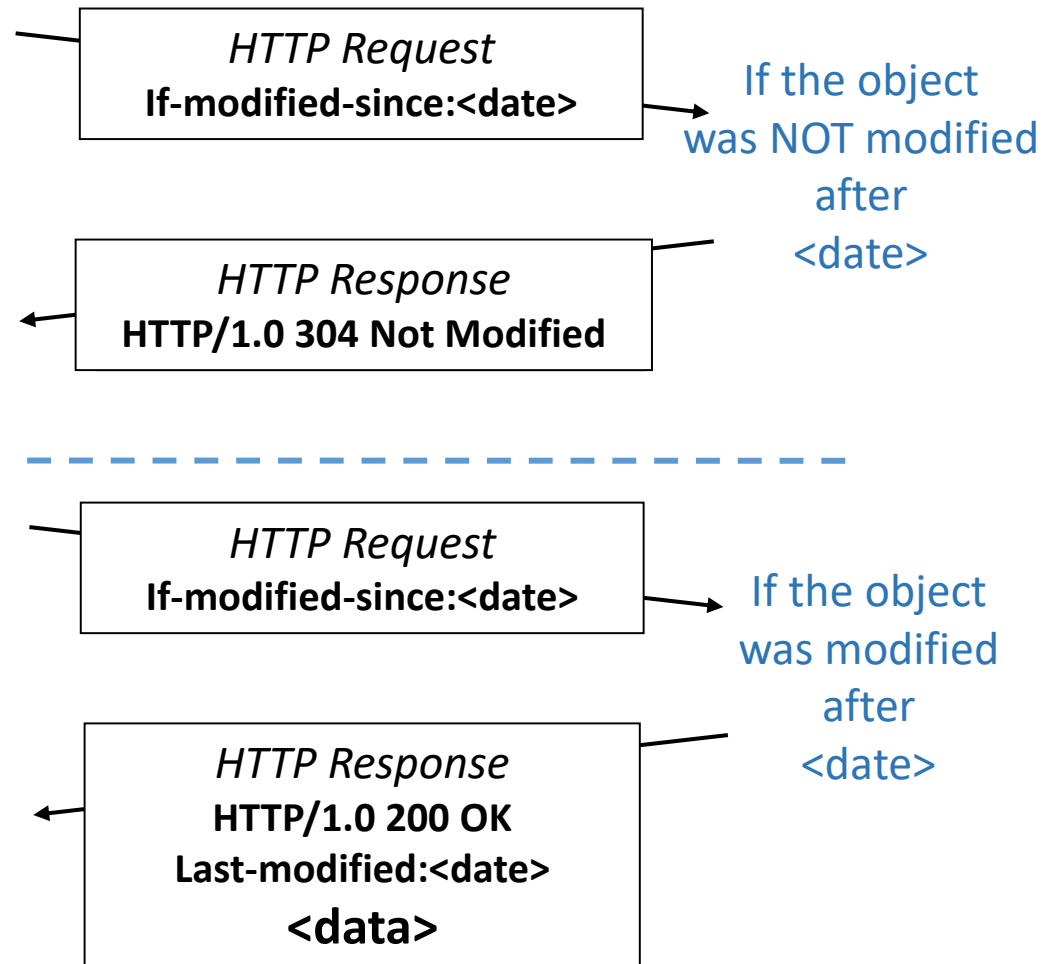 HTTP Request
If-modified-since:<date>
If the object
was NOT modified
after
<date>
HTTP Response
HTTP/1.0 304 Not Modified
HTTP Request
If-modified-since:<date>
If the object
was modified
after
<date>
HTTP Response
HTTP/1.0 200 OK
Last-modified:<date>
<data>